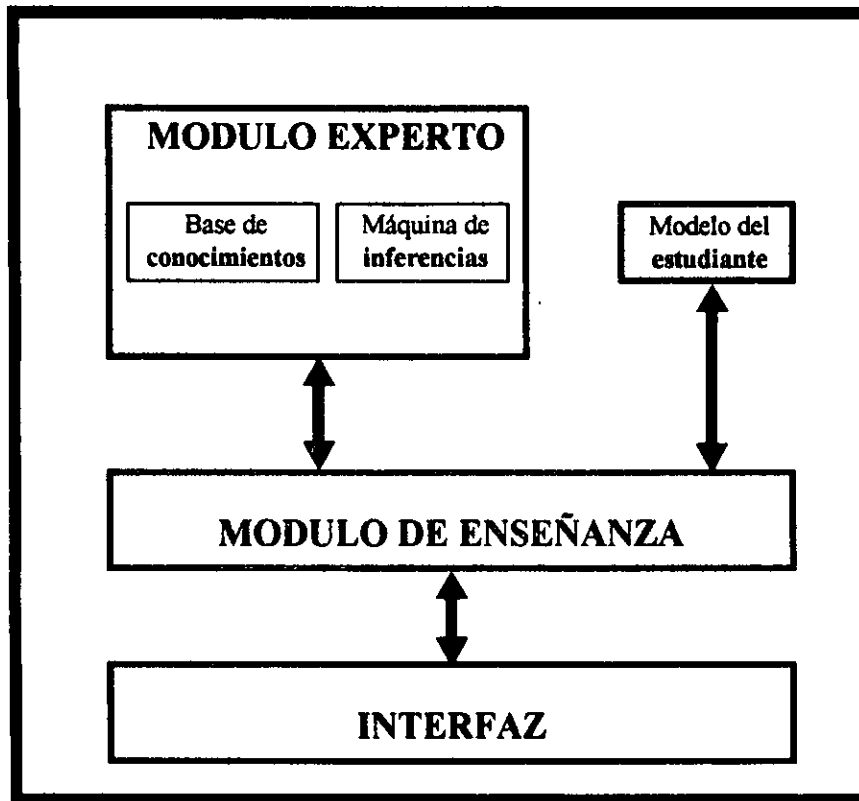 MODULO EXPERTO
Base de
conocimientos
Máquina de
inferencias
Modelo del
estudiante
MODULO DE ENSEÑANZA
INTERFAZ